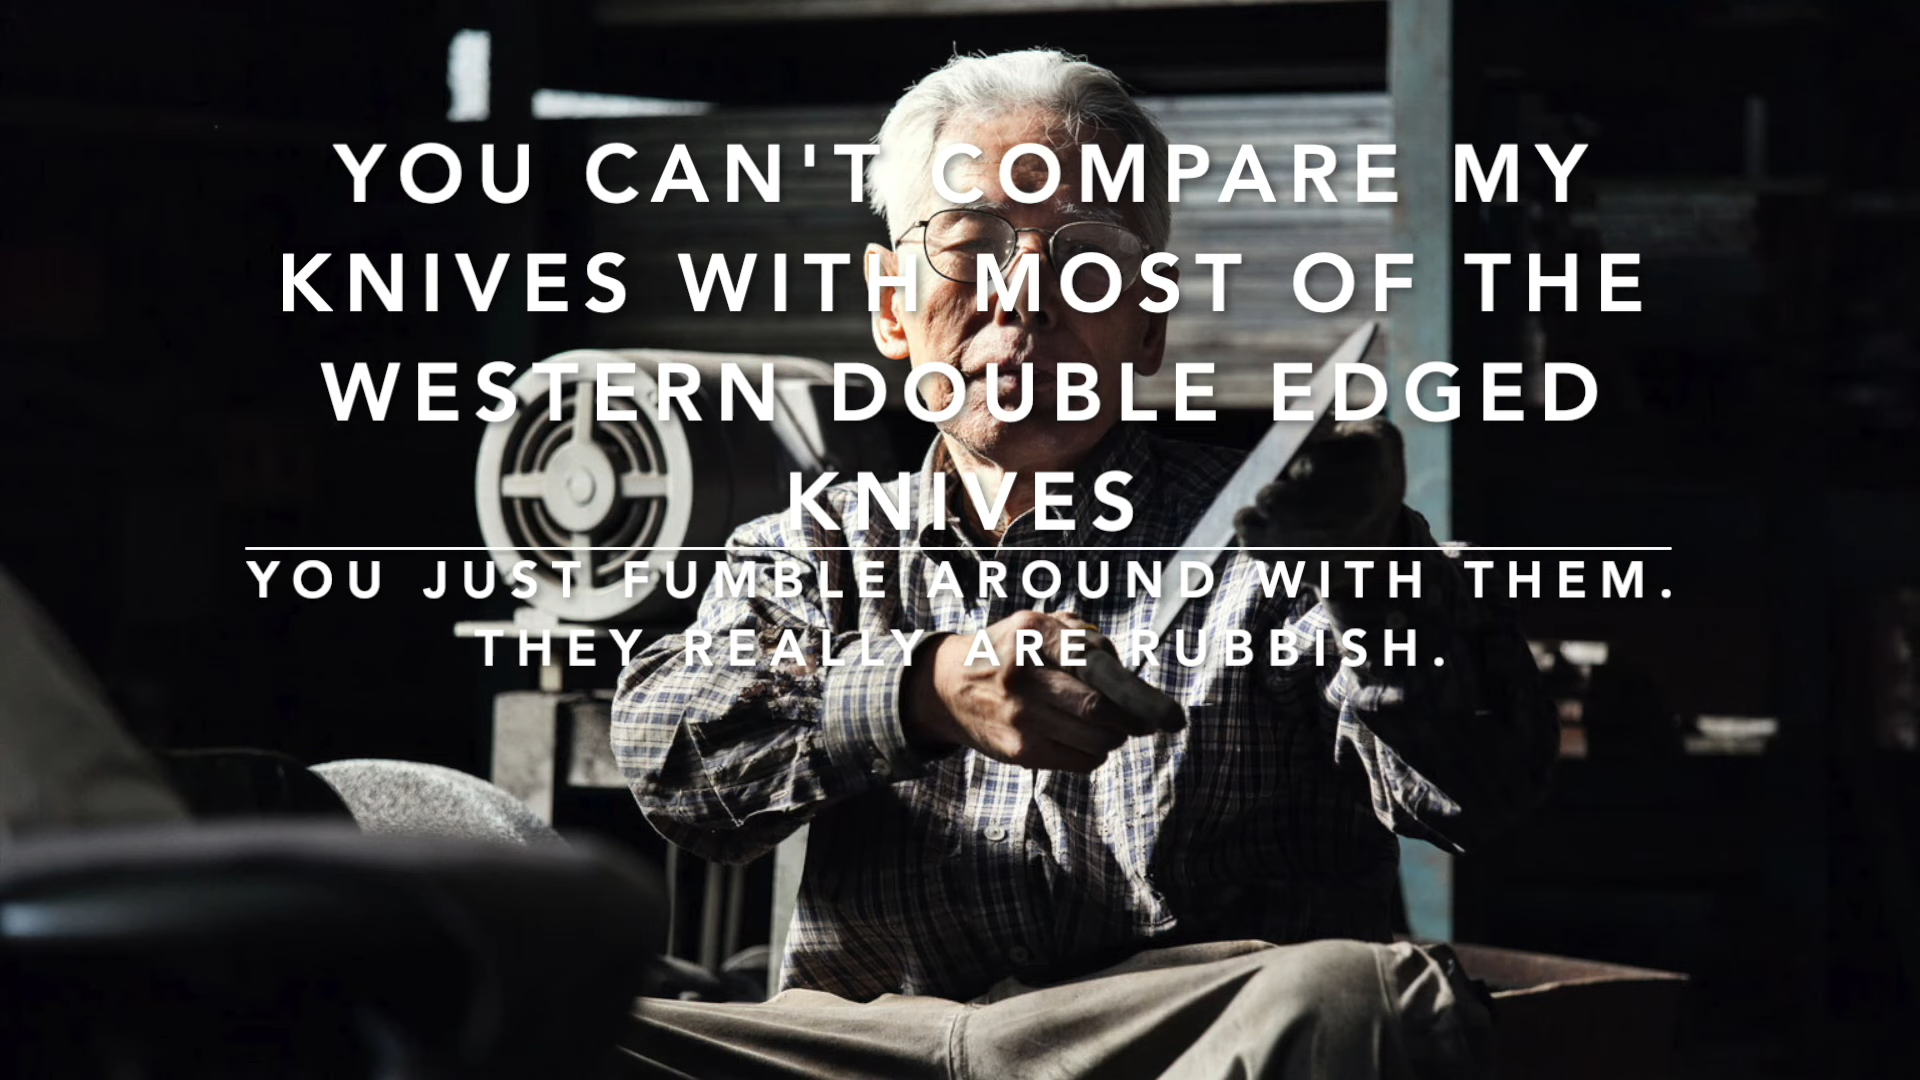 YOU CAN'T COMPARE MY
KNIVES WITH MOST OF THE
WESTERN DOUBLE EDGED
KNIVES
YOU JUST FUMBLE AROUND WITH THEM.
THEY REALLY ARE RUBBISH.